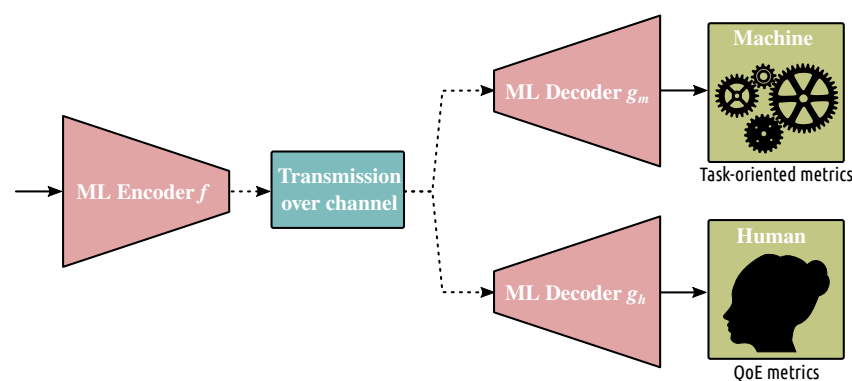 ML Encoder f
Transmission
over channel
ML Decoder gₘ
Machine
Task-oriented metrics
ML Decoder gₕ
Human
QoE metrics